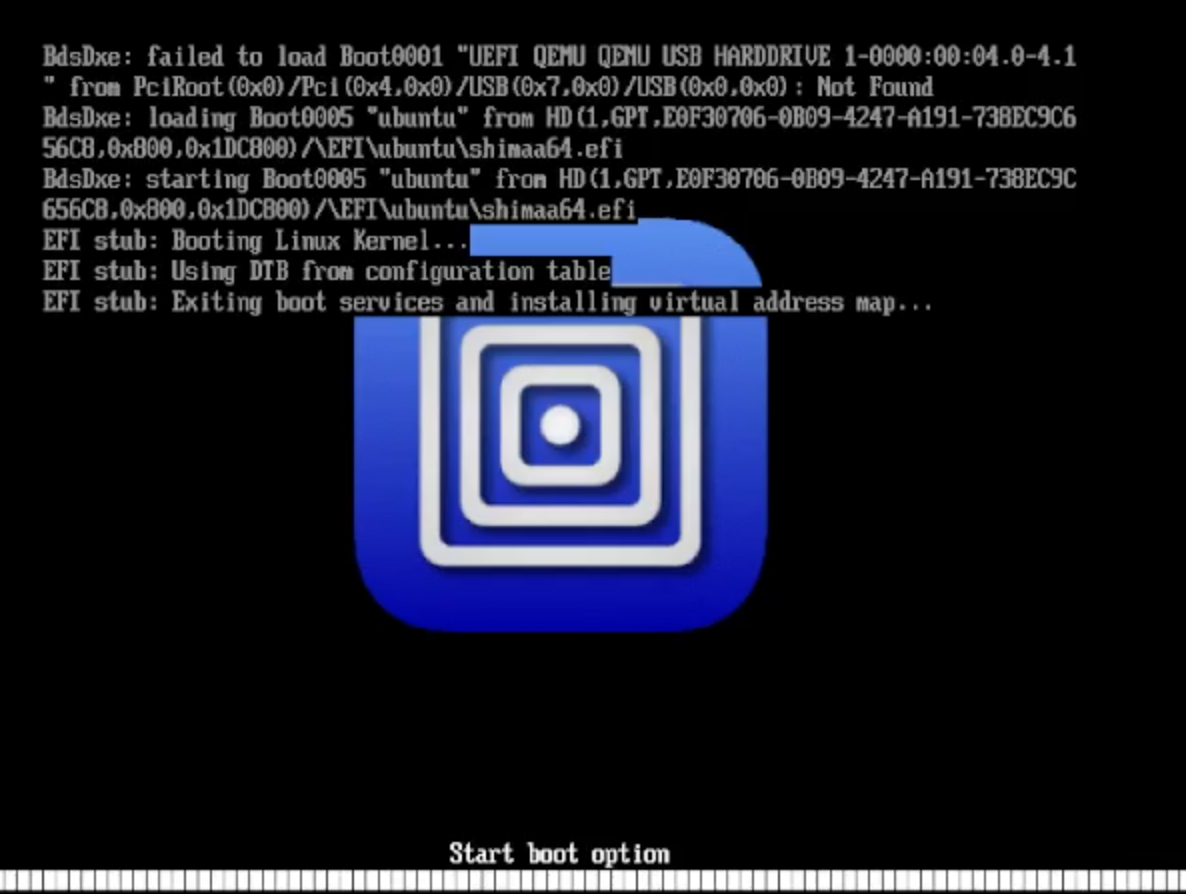 BdsDxe: failed to load Boot0001 "UEFI QEMU QEMU USB HARDDRIVE 1-0000:00:04.0-4.1
" from PciRoot(0x0)/Pci(0x4,0x0)/USB(0x7,0x0)/USB(0x0,0x0): Not Found
BdsDxe: loading Boot0005 "ubuntu" from HD(1,GPT,E0F30706-0B09-4247-A191-738EC9C6
56C8,0x800,0x1DC800)/\EFI\ubuntu\shimaa64.efi
BdsDxe: starting Boot0005 "ubuntu" from HD(1,GPT,E0F30706-0B09-4247-A191-738EC9C
656C8,0x800,0x1DC800)/\EFI\ubuntu\shimaa64.efi
EFI stub: Booting Linux Kernel...
EFI stub: Using DTB from configuration table
EFI stub: Exiting boot services and installing virtual address map...
Start boot option